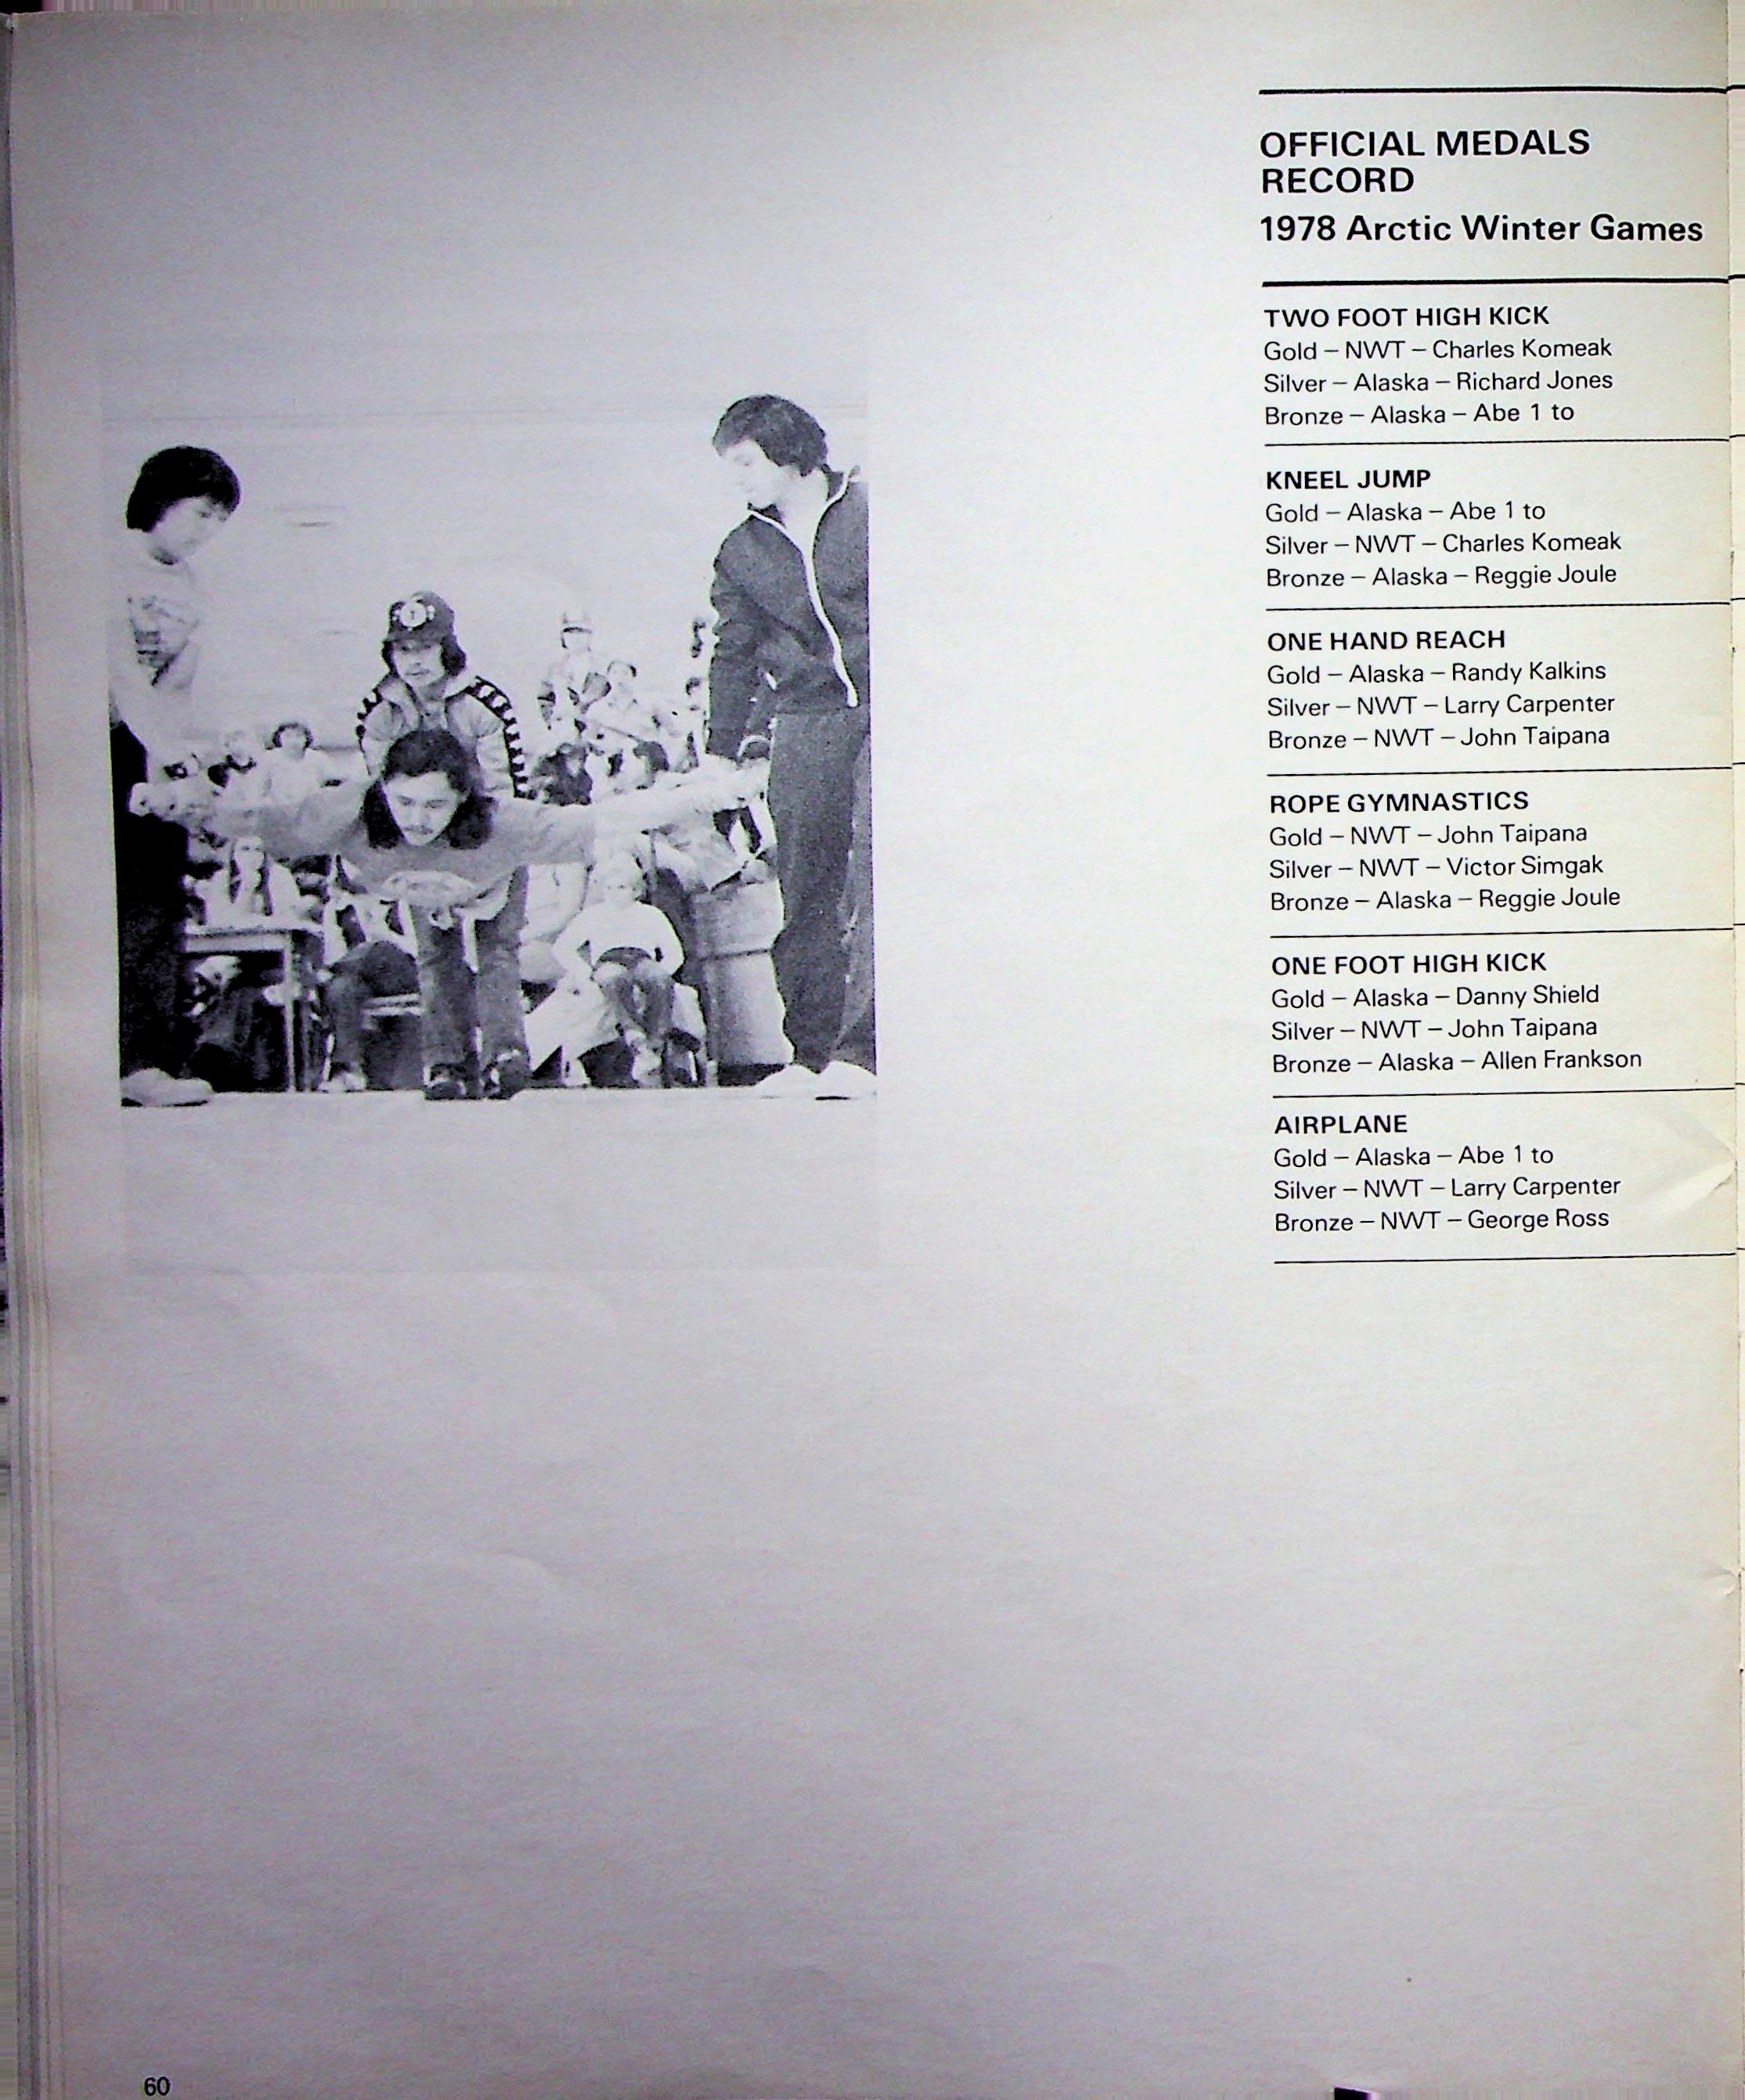 OFFICIAL MEDALS
RECORD
1978 Arctic Winter Games
TWO FOOT HIGH KICK
Gold – NWT – Charles Komeak
Silver – Alaska – Richard Jones
Bronze – Alaska – Abe 1 to
KNEEL JUMP
Gold – Alaska – Abe 1 to
Silver – NWT – Charles Komeak
Bronze – Alaska – Reggie Joule
ONE HAND REACH
Gold – Alaska – Randy Kalkins
Silver – NWT – Larry Carpenter
Bronze – NWT – John Taipana
ROPE GYMNASTICS
Gold – NWT – John Taipana
Silver – NWT – Victor Simgak
Bronze – Alaska – Reggie Joule
ONE FOOT HIGH KICK
Gold – Alaska – Danny Shield
Silver – NWT – John Taipana
Bronze – Alaska – Allen Frankson
AIRPLANE
Gold – Alaska – Abe 1 to
Silver – NWT – Larry Carpenter
Bronze – NWT – George Ross
60